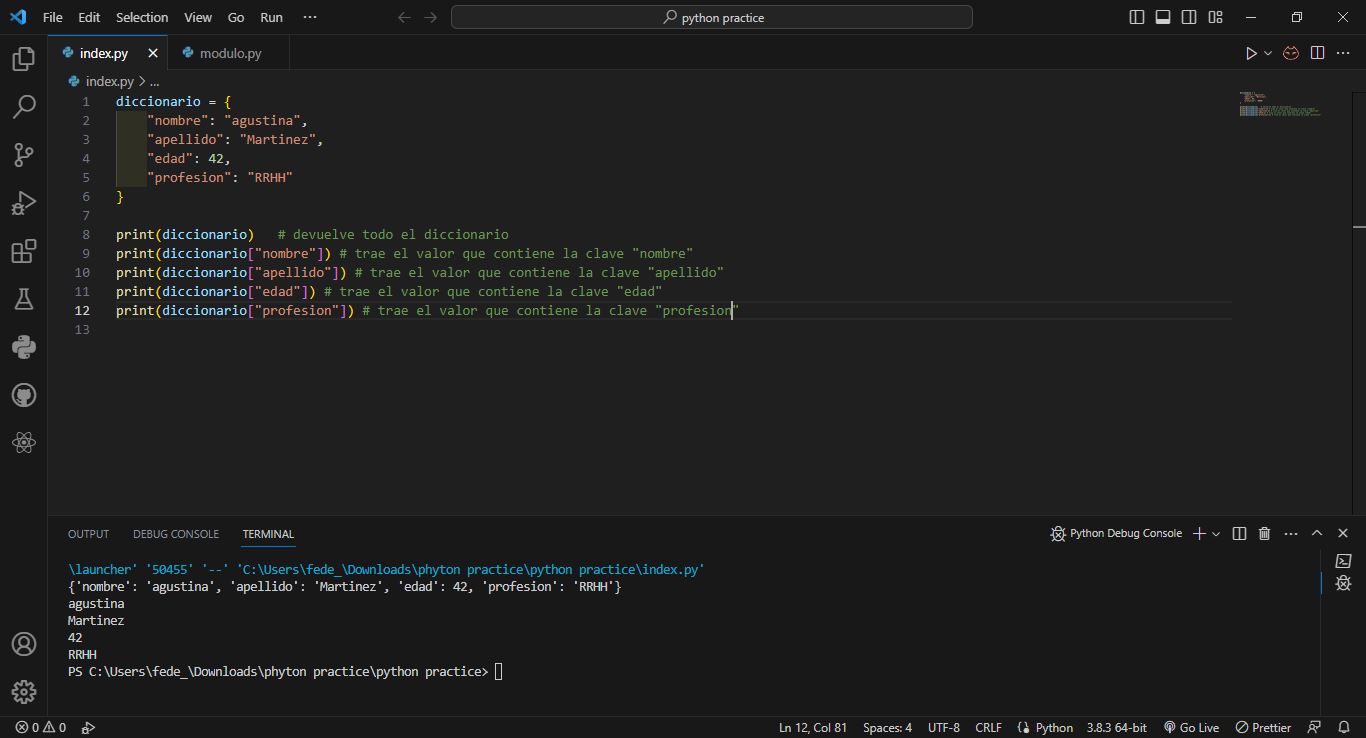 File Edit Selection View Go Run ···
python practice
index.py
modulo.py
index.py > ...
1 diccionario = {
2 "nombre": "agustina",
3 "apellido": "Martinez",
4 "edad": 42,
5 "profesion": "RRHH"
6 }
7
8 print(diccionario)   # devuelve todo el diccionario
9 print(diccionario["nombre"]) # trae el valor que contiene la clave "nombre"
10 print(diccionario["apellido"]) # trae el valor que contiene la clave "apellido"
11 print(diccionario["edad"]) # trae el valor que contiene la clave "edad"
12 print(diccionario["profesion"]) # trae el valor que contiene la clave "profesion"
13
OUTPUT DEBUG CONSOLE TERMINAL
Python Debug Console
\launcher' '50455' '--' 'C:\Users\fede_\Downloads\phyton practice\python practice\index.py'
{'nombre': 'agustina', 'apellido': 'Martinez', 'edad': 42, 'profesion': 'RRHH'}
agustina
Martinez
42
RRHH
PS C:\Users\fede_\Downloads\phyton practice\python practice>
0 0 Ln 12, Col 81 Spaces: 4 UTF-8 CRLF Python 3.8.3 64-bit Go Live Prettier